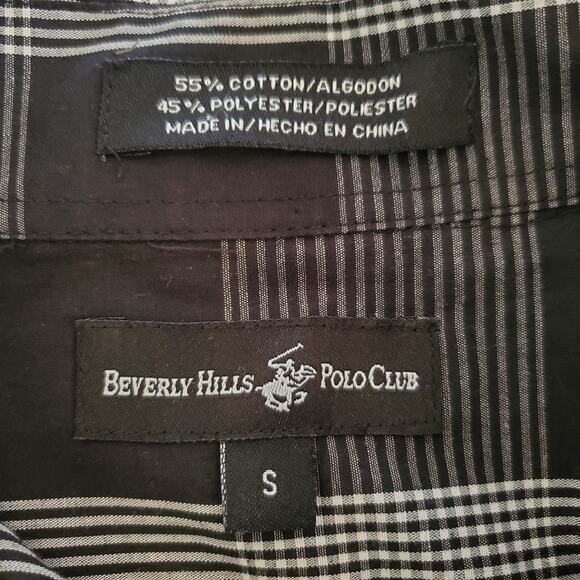 55% COTTON/ALGODON
45% POLYESTER/POLIESTER
MADE IN/HECHO EN CHINA
BEVERLY HILLS POLO CLUB
S